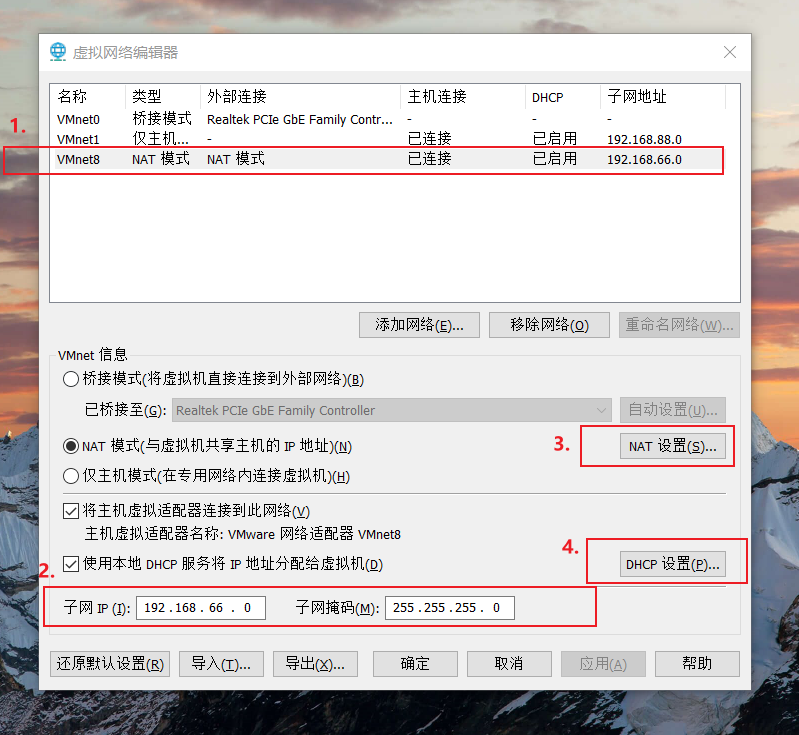 虚拟网络编辑器
名称 类型 外部连接 主机连接 DHCP 子网地址
VMnet0 桥接模式 Realtek PCIe GbE Family Contr... - - -
1.
VMnet1 仅主机... - 已连接 已启用 192.168.88.0
VMnet8 NAT 模式 NAT 模式 已连接 已启用 192.168.66.0
添加网络(E)... 移除网络(O) 重命名网络(W)...
VMnet 信息
桥接模式(将虚拟机直接连接到外部网络)(B)
已桥接至(G): Realtek PCIe GbE Family Controller 自动设置(U)...
NAT 模式(与虚拟机共享主机的 IP 地址)(N) 3. NAT 设置(S)...
仅主机模式(在专用网络内连接虚拟机)(H)
将主机虚拟适配器连接到此网络(V)
主机虚拟适配器名称: VMware 网络适配器 VMnet8
4.
使用本地 DHCP 服务将 IP 地址分配给虚拟机(D) DHCP 设置(P)...
2.
子网 IP (I): 192.168.66.0 子网掩码(M): 255.255.255.0
还原默认设置(R) 导入(T)... 导出(X)... 确定 取消 应用(A) 帮助